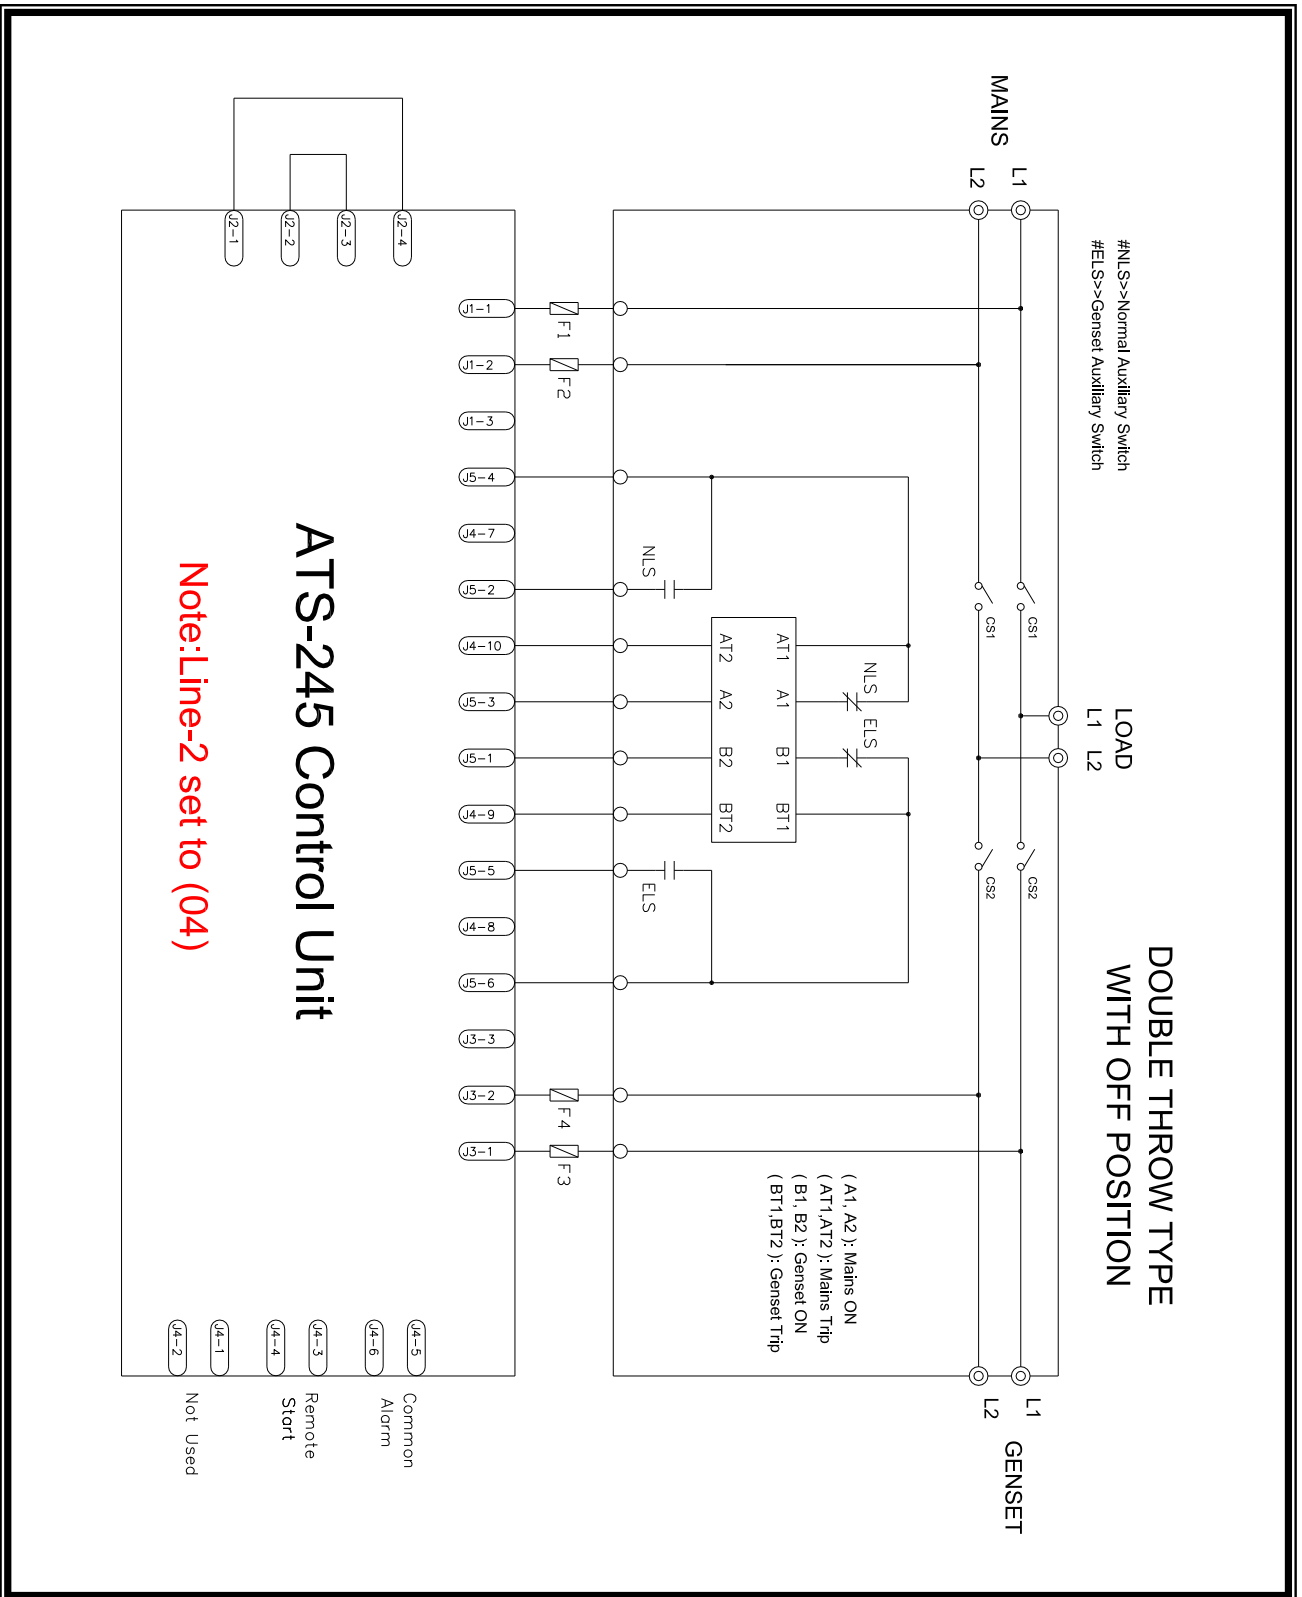 DOUBLE THROW TYPE
WITH OFF POSITION
#NLS>>Normal Auxiliary Switch
#ELS>>Genset Auxiliary Switch
LOAD
L1 L2
MAINS
L1
L2
CS1
CS1
CS2
CS2
L1
L2
GENSET
NLS
ELS
AT1 A1 B1 BT1
AT2 A2 B2 BT2
NLS
ELS
( A1, A2 ): Mains ON
( AT1,AT2 ): Mains Trip
( B1, B2 ): Genset ON
( BT1,BT2 ): Genset Trip
F1
F2
F4
F3
J1-1
J1-2
J1-3
J5-4
J4-7
J5-2
J4-10
J5-3
J5-1
J4-9
J5-5
J4-8
J5-6
J3-3
J3-2
J3-1
J2-4
J2-3
J2-2
J2-1
ATS-245 Control Unit
Note:Line-2 set to (04)
J4-5
J4-6
Common
Alarm
J4-3
J4-4
Remote
Start
J4-1
J4-2
Not Used